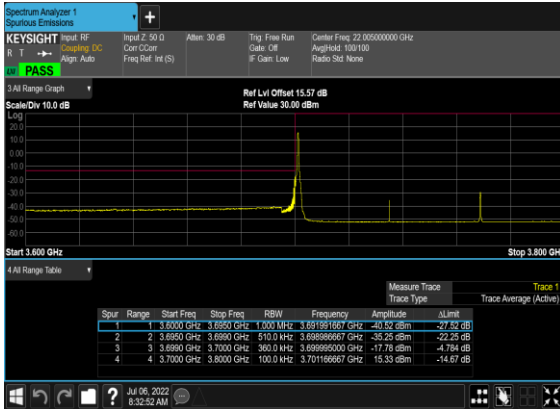 Spectrum Analyzer 1
Spurious Emissions
KEYSIGHT
R T
Input: RF
Coupling: DC
Align: Auto
Input Z: 50 Ω
Corr CCorr
Freq Ref: Int (S)
Atten: 30 dB
Trig: Free Run
Gate: Off
IF Gain: Low
Center Freq: 22.005000000 GHz
Avg|Hold: 100/100
Radio Std: None
PASS
3 All Range Graph
Scale/Div 10.0 dB
Ref Lvl Offset 15.57 dB
Ref Value 30.00 dBm
Log
20.0
10.0
0.00
-10.0
-20.0
-30.0
-40.0
-50.0
-60.0
Start 3.600 GHz
Stop 3.800 GH
4 All Range Table
Measure Trace Trace 1
Trace Type Trace Average (Active)
Spur Range Start Freq Stop Freq RBW Frequency Amplitude ΔLimit
1 1 3.6000 GHz 3.6950 GHz 1.000 MHz 3.691991667 GHz -40.52 dBm -27.52 dB
2 2 3.6950 GHz 3.6990 GHz 510.0 kHz 3.698986667 GHz -35.25 dBm -22.25 dB
3 3 3.6990 GHz 3.7000 GHz 360.0 kHz 3.699995000 GHz -17.78 dBm -4.784 dB
4 4 3.7000 GHz 3.8000 GHz 100.0 kHz 3.701166667 GHz 15.33 dBm -14.67 dB
Jul 06, 2022
8:32:52 AM